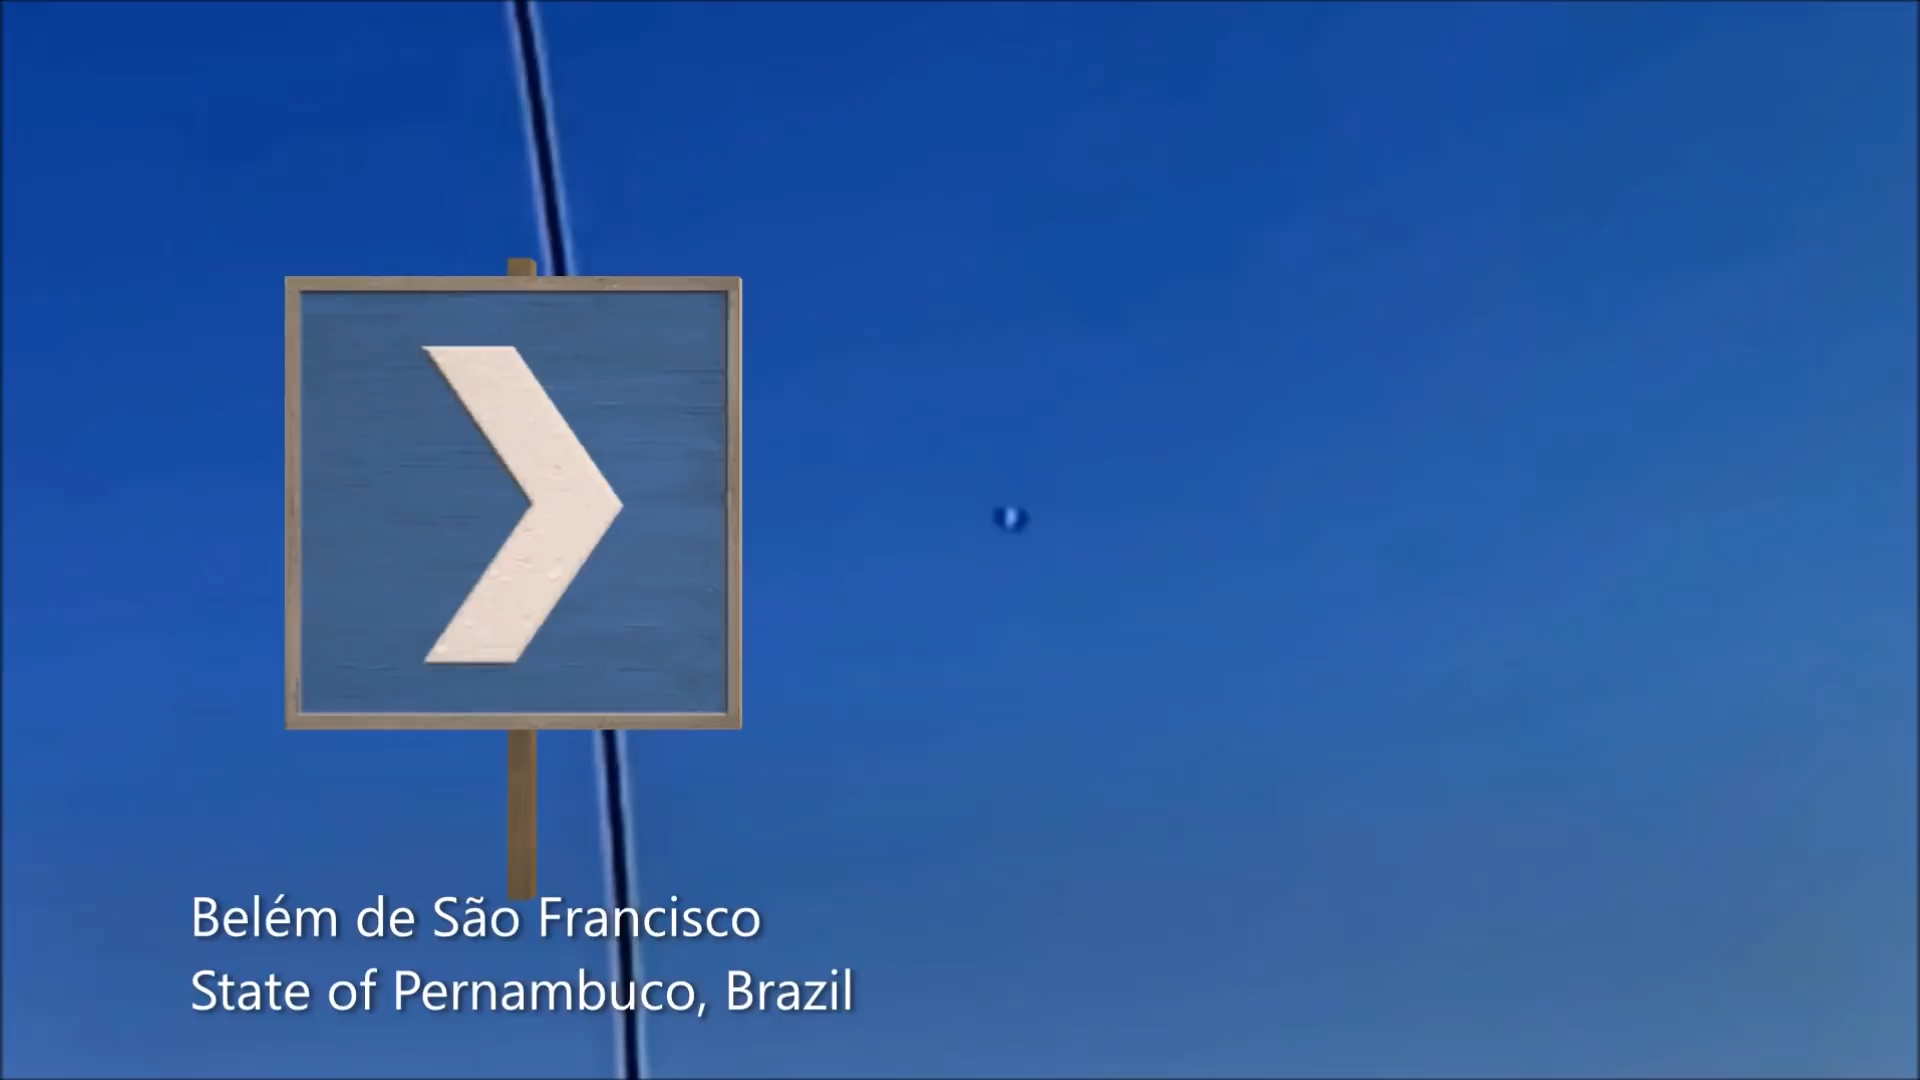 Belém de São Francisco
State of Pernambuco, Brazil